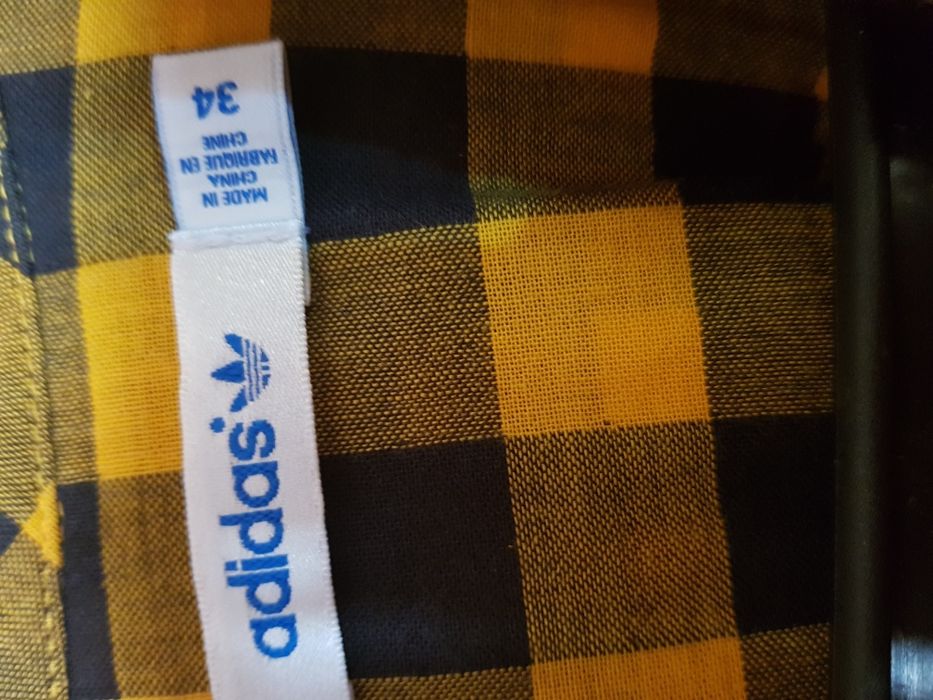 34
MADE IN
CHINA
FABRIQUE EN
CHINE
adidas